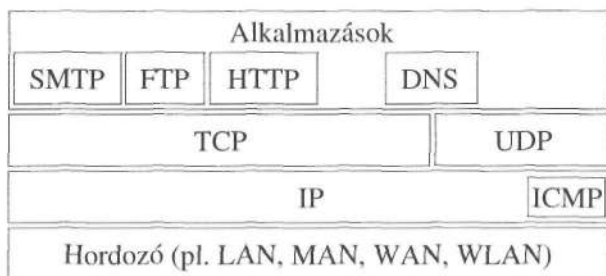 Alkalmazások
SMTP FTP HTTP DNS
TCP UDP
IP ICMP
Hordozó (pl. LAN, MAN, WAN, WLAN)